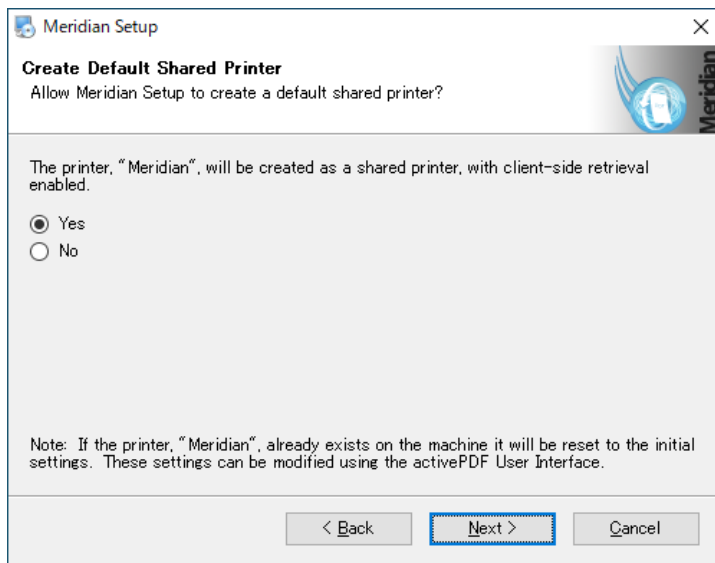 Meridian Setup
Create Default Shared Printer
Allow Meridian Setup to create a default shared printer?
Meridian
The printer, "Meridian", will be created as a shared printer, with client-side retrieval
enabled.
Yes
No
Note: If the printer, "Meridian", already exists on the machine it will be reset to the initial
settings. These settings can be modified using the activePDF User Interface.
< Back
Next >
Cancel